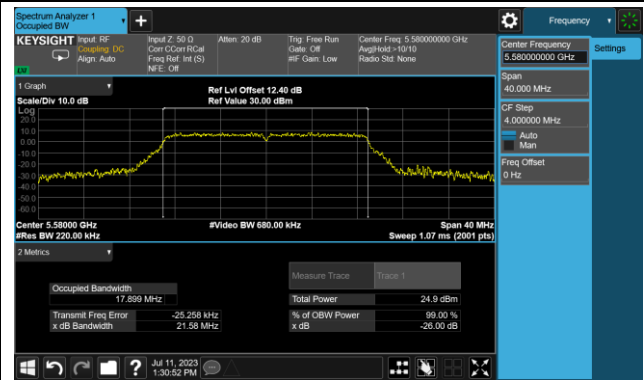 Spectrum Analyzer 1
Occupied BW
Frequency
KEYSIGHT
Input: RF
Coupling: DC
Align: Auto
Input Z: 50 Ω
Corr CCorr RCal
Freq Ref: Int (S)
NFE: Off
Atten: 20 dB
Trig: Free Run
Gate: Off
#IF Gain: Low
Center Freq: 5.580000000 GHz
Avg|Hold:>10/10
Radio Std: None
LXI
Center Frequency
5.580000000 GHz
Settings
Span
40.000 MHz
CF Step
4.000000 MHz
Auto
Man
Freq Offset
0 Hz
1 Graph
Scale/Div 10.0 dB
Ref Lvl Offset 12.40 dB
Ref Value 30.00 dBm
Log
20.0
10.0
0.00
-10.0
-20.0
-30.0
-40.0
-50.0
-60.0
Center 5.58000 GHz
#Res BW 220.00 kHz
#Video BW 680.00 kHz
Span 40 MHz
Sweep 1.07 ms (2001 pts)
2 Metrics
Measure Trace
Trace 1
Occupied Bandwidth
17.899 MHz
Total Power
24.9 dBm
Transmit Freq Error
-25.258 kHz
% of OBW Power
99.00 %
x dB Bandwidth
21.58 MHz
x dB
-26.00 dB
Jul 11, 2023
1:30:52 PM